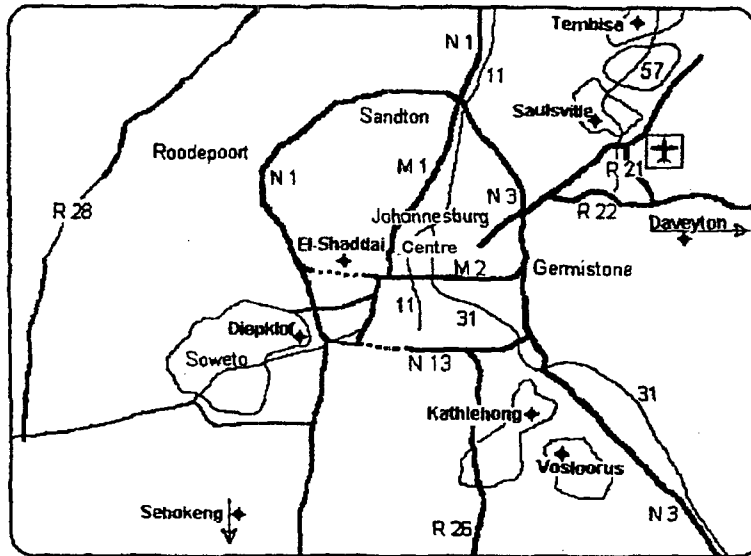 Tembisa
N 1
11
57
Sandton
Saulsville
Roodepoort
M 1
N 1
R 21
N 3
R 28
R 22
Johannesburg
Centre
Daveyton
El-Shaddai
M 2
Germistone
11
31
Diepklof
Soweto
N 13
31
Kathlehong
Vosloorus
Sebokeng
N 3
R 26